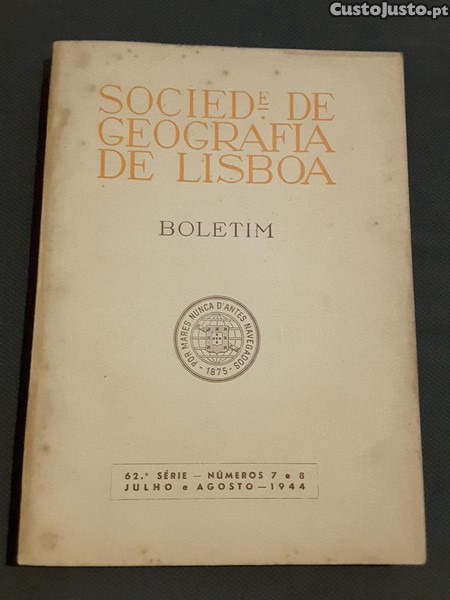 CustoJusto.pt
SOCIEDE DE
GEOGRAFIA
DE LISBOA
BOLETIM
POR MARES NUNCA D'ANTES NAVEGADOS
- 1875 -
62.ª SÉRIE — NÚMEROS 7 e 8
JULHO e AGOSTO — 1944